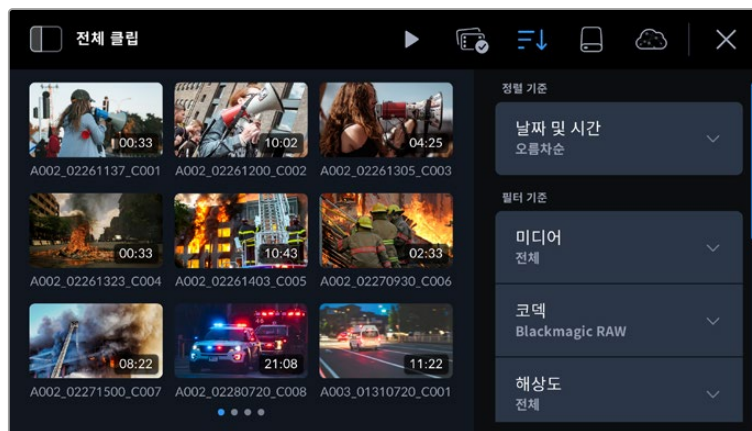 전체 클립
00:33
10:02
04:25
A002_02261137_C001
A002_02261200_C002
A002_02261305_C003
00:33
10:43
02:33
A002_02261323_C004
A002_02261403_C005
A002_02270930_C006
08:22
21:08
11:22
A002_02271500_C007
A002_02280720_C008
A003_01310720_C001
정렬 기준
날짜 및 시간
오름차순
필터 기준
미디어
전체
코덱
Blackmagic RAW
해상도
전체